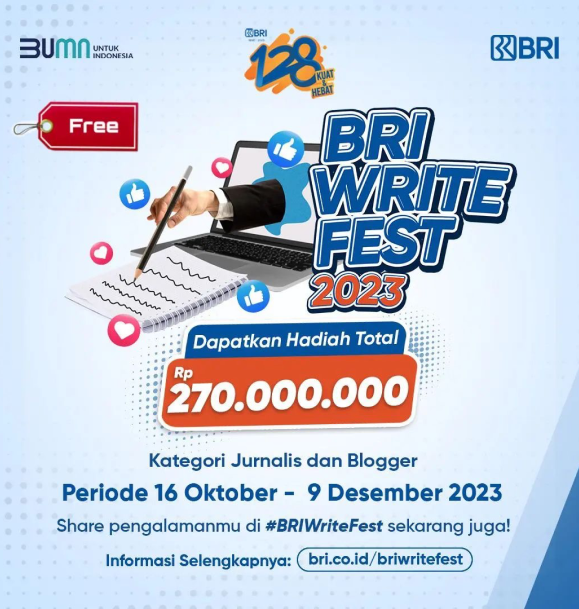 BUMN UNTUK
INDONESIA
BRI
128
KUAT
&
HEBAT
BRI
Free
BRI
WRITE
FEST
2023
Dapatkan Hadiah Total
Rp
270.000.000
Kategori Jurnalis dan Blogger
Periode 16 Oktober - 9 Desember 2023
Share pengalamanmu di #BRIWriteFest sekarang juga!
Informasi Selengkapnya: bri.co.id/briwritefest